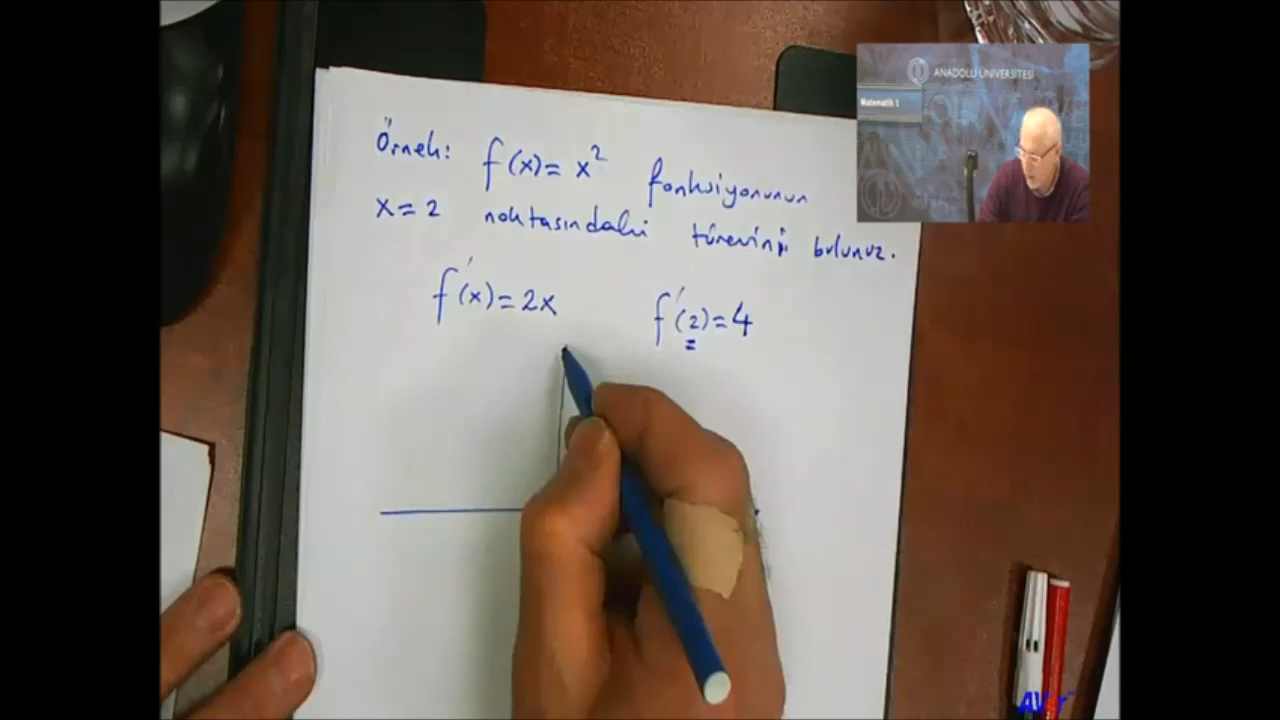 Örnek: f(x) = x² fonksiyonunun
x = 2 noktasındaki türevini bulunuz.
f'(x) = 2x f'(2) = 4
ANADOLU ÜNİVERSİTESİ
Matematik 1